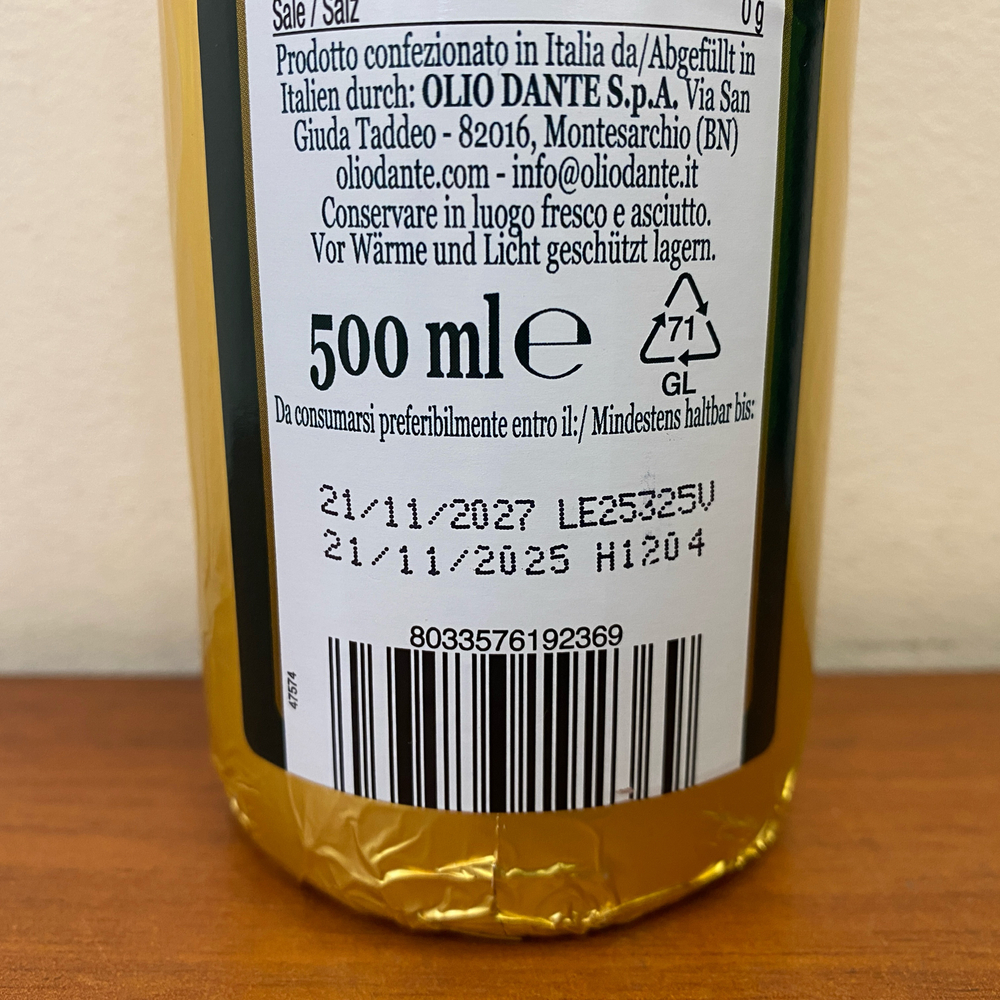 Sale / Salz 0 g
Prodotto confezionato in Italia da/Abgefüllt in
Italien durch: OLIO DANTE S.p.A. Via San
Giuda Taddeo - 82016, Montesarchio (BN)
oliodante.com - info@oliodante.it
Conservare in luogo fresco e asciutto.
Vor Wärme und Licht geschützt lagern.
500 ml e
71
GL
Da consumarsi preferibilmente entro il:/ Mindestens haltbar bis:
21/11/2027 LE25325V
21/11/2025 H1204
8033576192369
47574